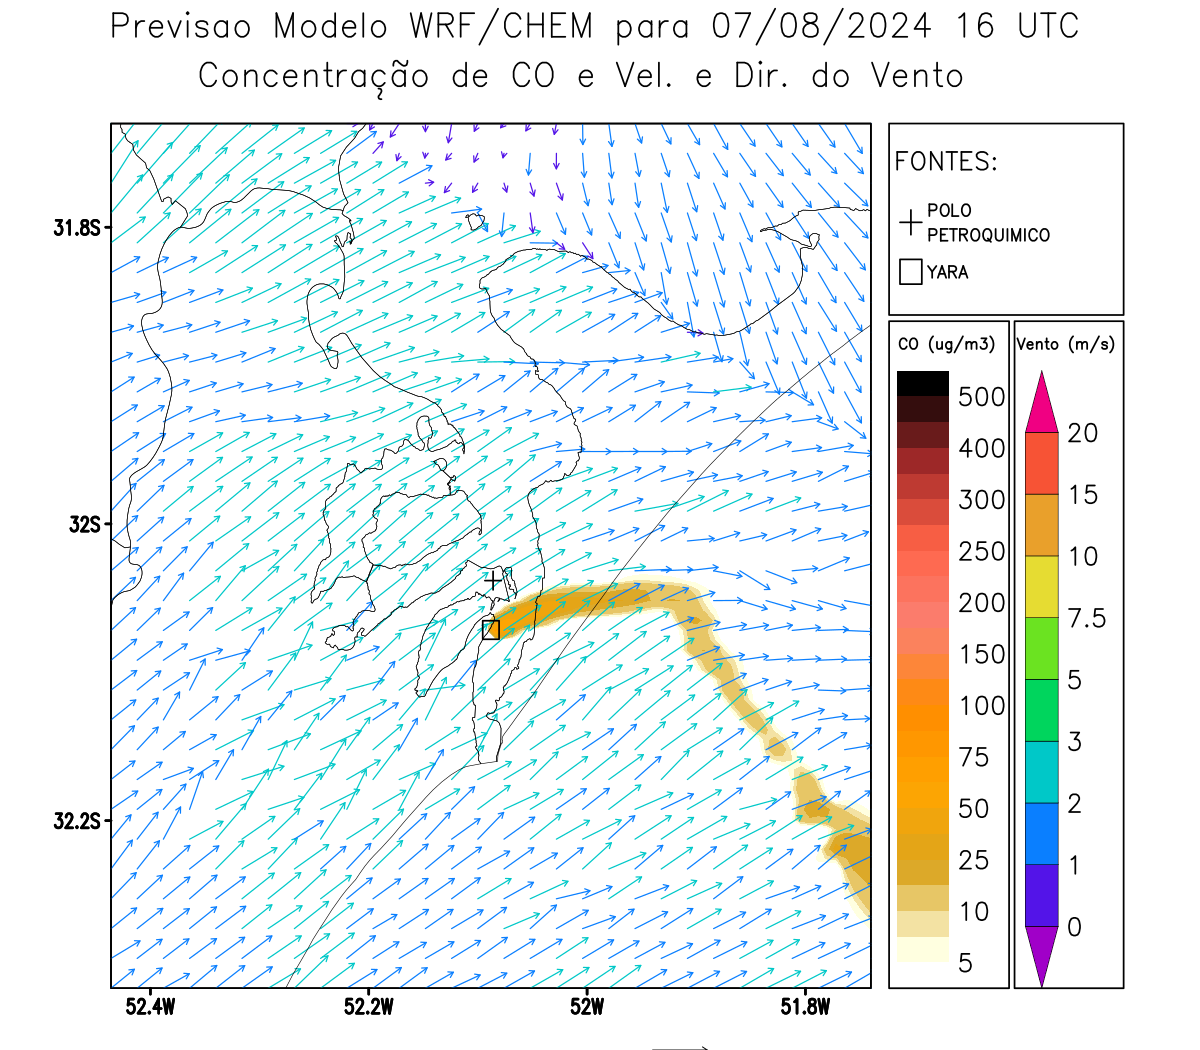 Previsao Modelo WRF/CHEM para 07/08/2024 16 UTC
Concentração de CO e Vel. e Dir. do Vento
FONTES:
POLO
PETROQUIMICO
YARA
CO (ug/m3)
500
400
300
250
200
150
100
75
50
25
10
5
Vento (m/s)
20
15
10
7.5
5
3
2
1
0
31.8S
32S
32.2S
52.4W
52.2W
52W
51.8W